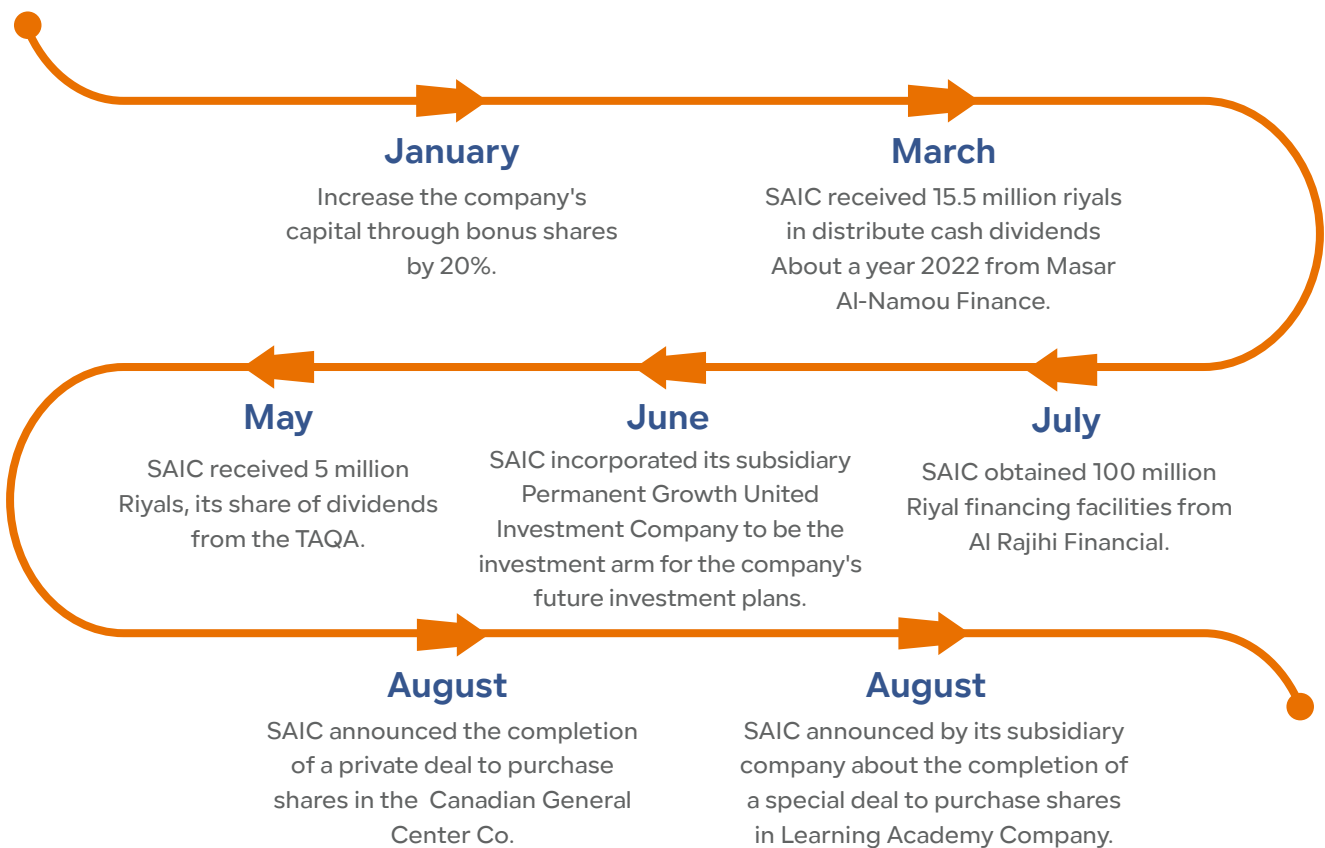 January
Increase the company's
capital through bonus shares
by 20%.
March
SAIC received 15.5 million riyals
in distribute cash dividends
About a year 2022 from Masar
Al-Namou Finance.
May
SAIC received 5 million
Riyals, its share of dividends
from the TAQA.
June
SAIC incorporated its subsidiary
Permanent Growth United
Investment Company to be the
investment arm for the company's
future investment plans.
July
SAIC obtained 100 million
Riyal financing facilities from
Al Rajihi Financial.
August
SAIC announced the completion
of a private deal to purchase
shares in the Canadian General
Center Co.
August
SAIC announced by its subsidiary
company about the completion of
a special deal to purchase shares
in Learning Academy Company.